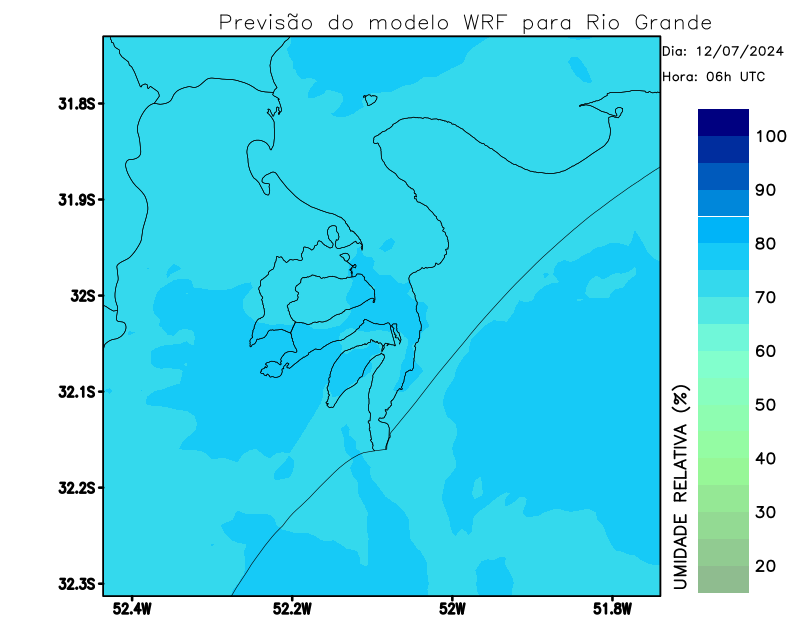 Previsão do modelo WRF para Rio Grande
Dia: 12/07/2024
Hora: 06h UTC
31.8S
31.9S
32S
32.1S
32.2S
32.3S
52.4W
52.2W
52W
51.8W
100
90
80
70
60
50
40
30
20
UMIDADE RELATIVA (%)